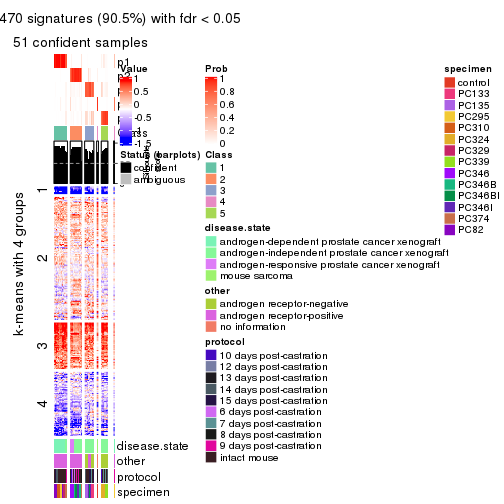 470 signatures (90.5%) with fdr < 0.05
51 confident samples
p1
Value
1
0.5
0
-0.5
-1
-1.5
Prob
1
0.8
0.6
0.4
0.2
0
Status (barplots)
confident
ambiguous
Class
1
2
3
4
5
disease.state
androgen-dependent prostate cancer xenograft
androgen-independent prostate cancer xenograft
androgen-responsive prostate cancer xenograft
mouse sarcoma
other
androgen receptor-negative
androgen receptor-positive
no information
protocol
10 days post-castration
12 days post-castration
13 days post-castration
14 days post-castration
15 days post-castration
6 days post-castration
7 days post-castration
8 days post-castration
9 days post-castration
intact mouse
specimen
control
PC133
PC135
PC295
PC310
PC324
PC329
PC339
PC346
PC346B
PC346BI
PC346I
PC374
PC82
k-means with 4 groups
1
2
3
4
disease.state
other
protocol
specimen